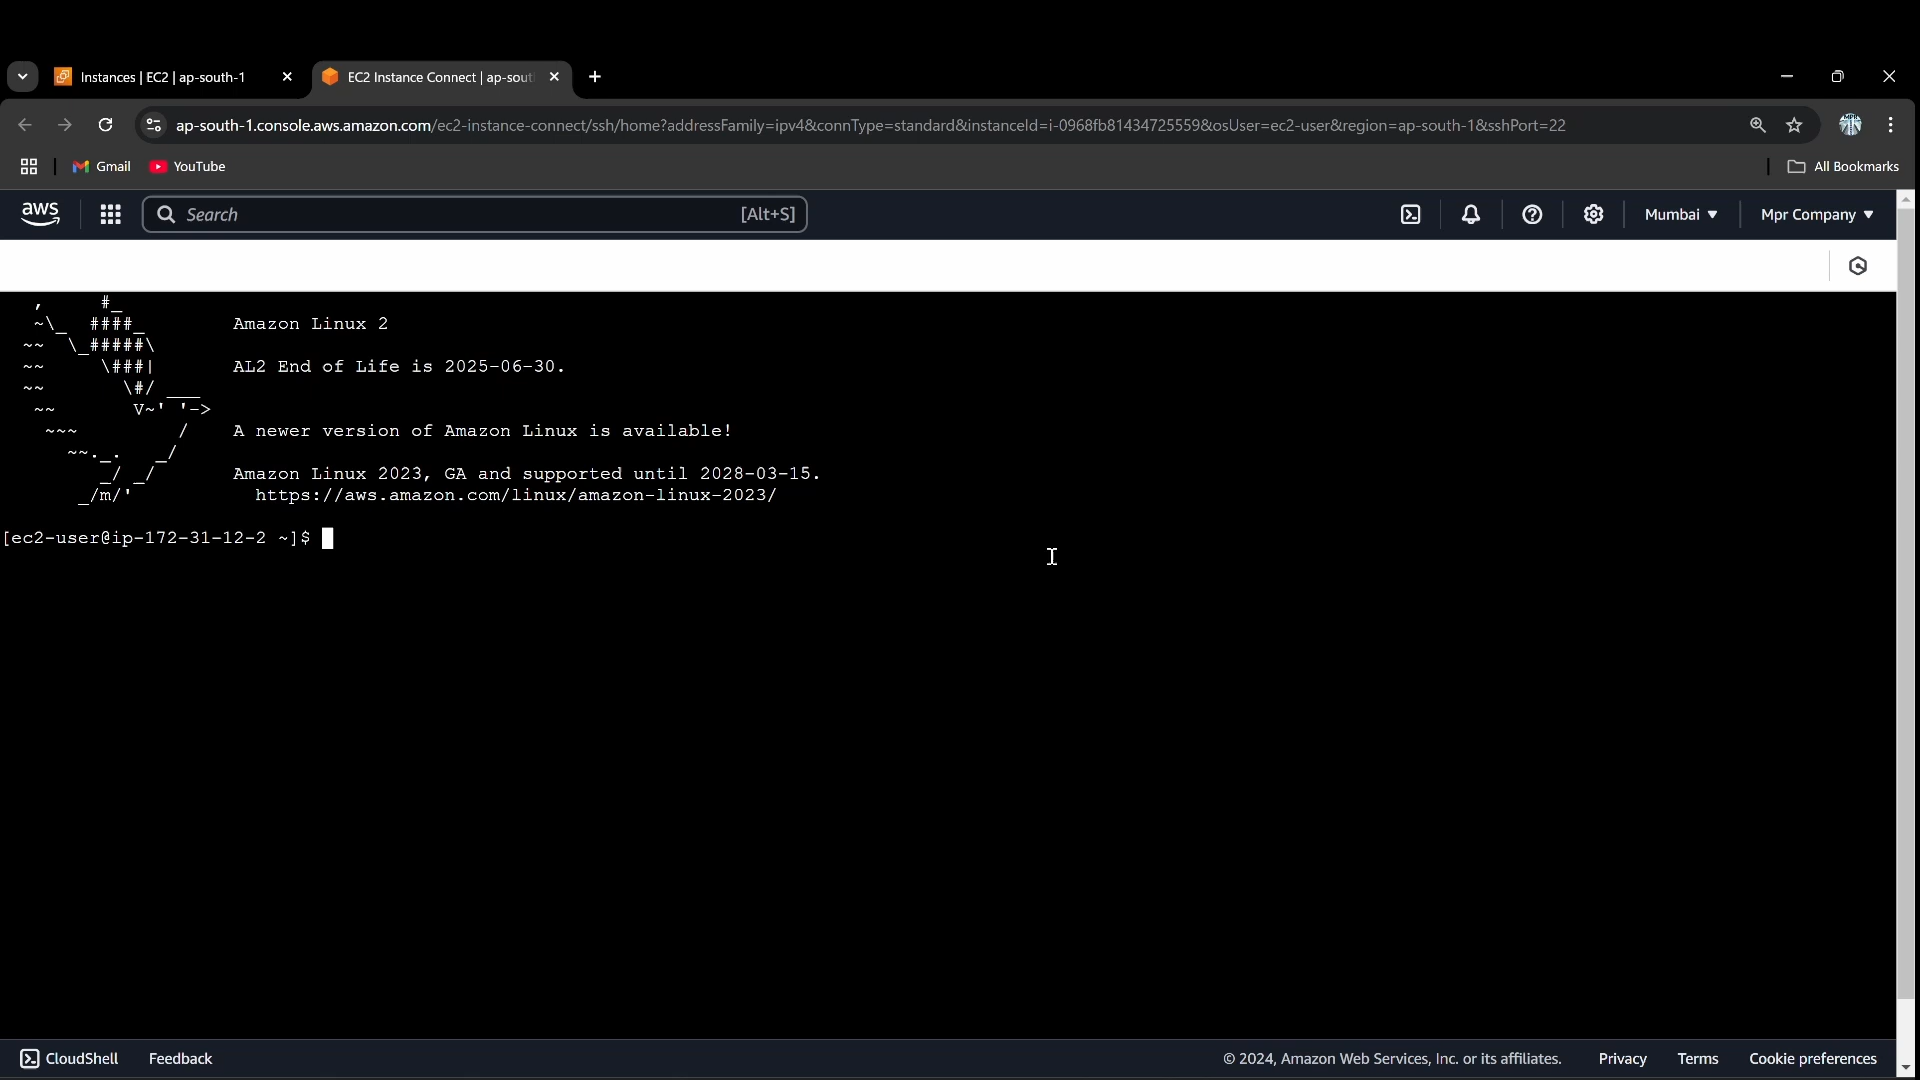 Instances | EC2 | ap-south-1
EC2 Instance Connect | ap-sout
ap-south-1.console.aws.amazon.com/ec2-instance-connect/ssh/home?addressFamily=ipv4&connType=standard&instanceId=i-0968fb81434725559&osUser=ec2-user&region=ap-south-1&sshPort=22
Gmail
YouTube
All Bookmarks
aws
Search
[Alt+S]
Mumbai
Mpr Company
   ,     #_
   ~\_  ####_        Amazon Linux 2
  ~~  \_#####\
  ~~     \###|       AL2 End of Life is 2025-06-30.
  ~~       \#/ ___
   ~~       V~' '->
    ~~~         /    A newer version of Amazon Linux is available!
      ~~._.   _/
         _/ _/       Amazon Linux 2023, GA and supported until 2028-03-15.
       _/m/'           https://aws.amazon.com/linux/amazon-linux-2023/
[ec2-user@ip-172-31-12-2 ~]$
CloudShell
Feedback
© 2024, Amazon Web Services, Inc. or its affiliates.
Privacy
Terms
Cookie preferences